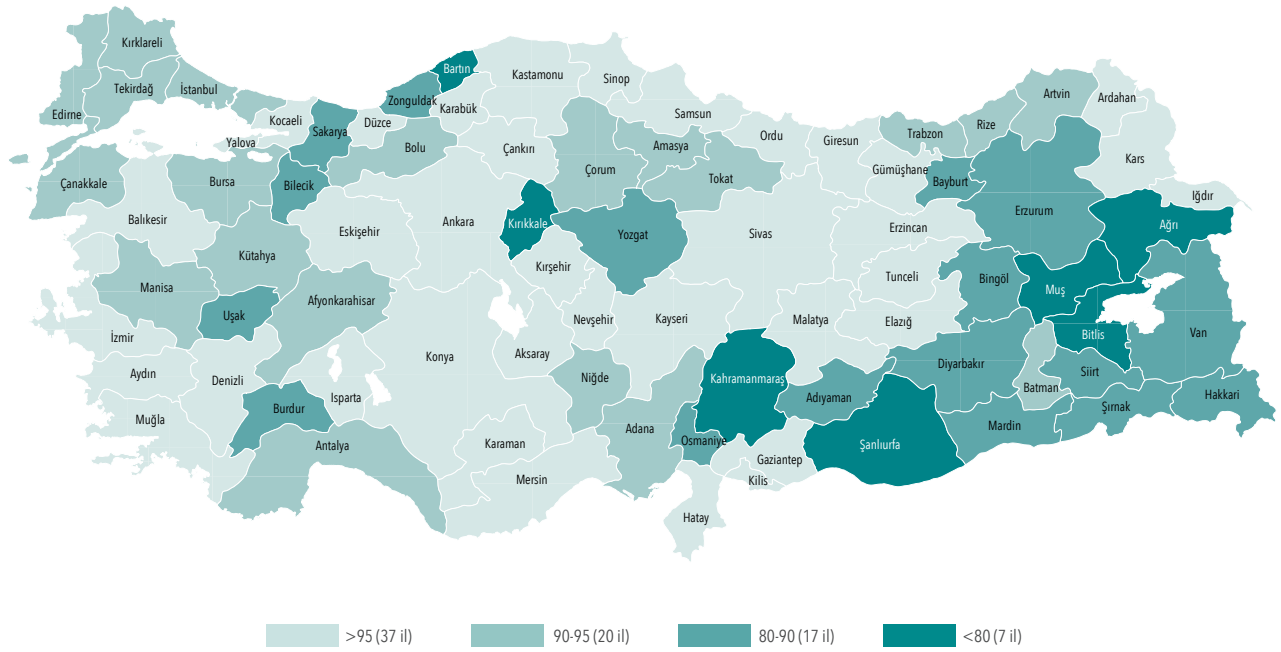 Kırklareli
Edirne
Tekirdağ
İstanbul
Kocaeli
Yalova
Sakarya
Düzce
Zonguldak
Bartın
Karabük
Kastamonu
Sinop
Samsun
Ordu
Giresun
Trabzon
Rize
Artvin
Ardahan
Kars
Iğdır
Çanakkale
Bursa
Bilecik
Bolu
Çankırı
Çorum
Amasya
Tokat
Gümüşhane
Bayburt
Erzurum
Ağrı
Balıkesir
Kütahya
Eskişehir
Ankara
Kırıkkale
Yozgat
Sivas
Erzincan
Manisa
Uşak
Afyonkarahisar
Kırşehir
Nevşehir
Kayseri
Malatya
Tunceli
Elazığ
Bingöl
Muş
Bitlis
Van
İzmir
Aydın
Denizli
Isparta
Konya
Aksaray
Niğde
Kahramanmaraş
Adıyaman
Diyarbakır
Batman
Siirt
Şırnak
Hakkari
Muğla
Burdur
Antalya
Karaman
Mersin
Adana
Osmaniye
Gaziantep
Kilis
Hatay
Şanlıurfa
Mardin
>95 (37 il)
90-95 (20 il)
80-90 (17 il)
<80 (7 il)